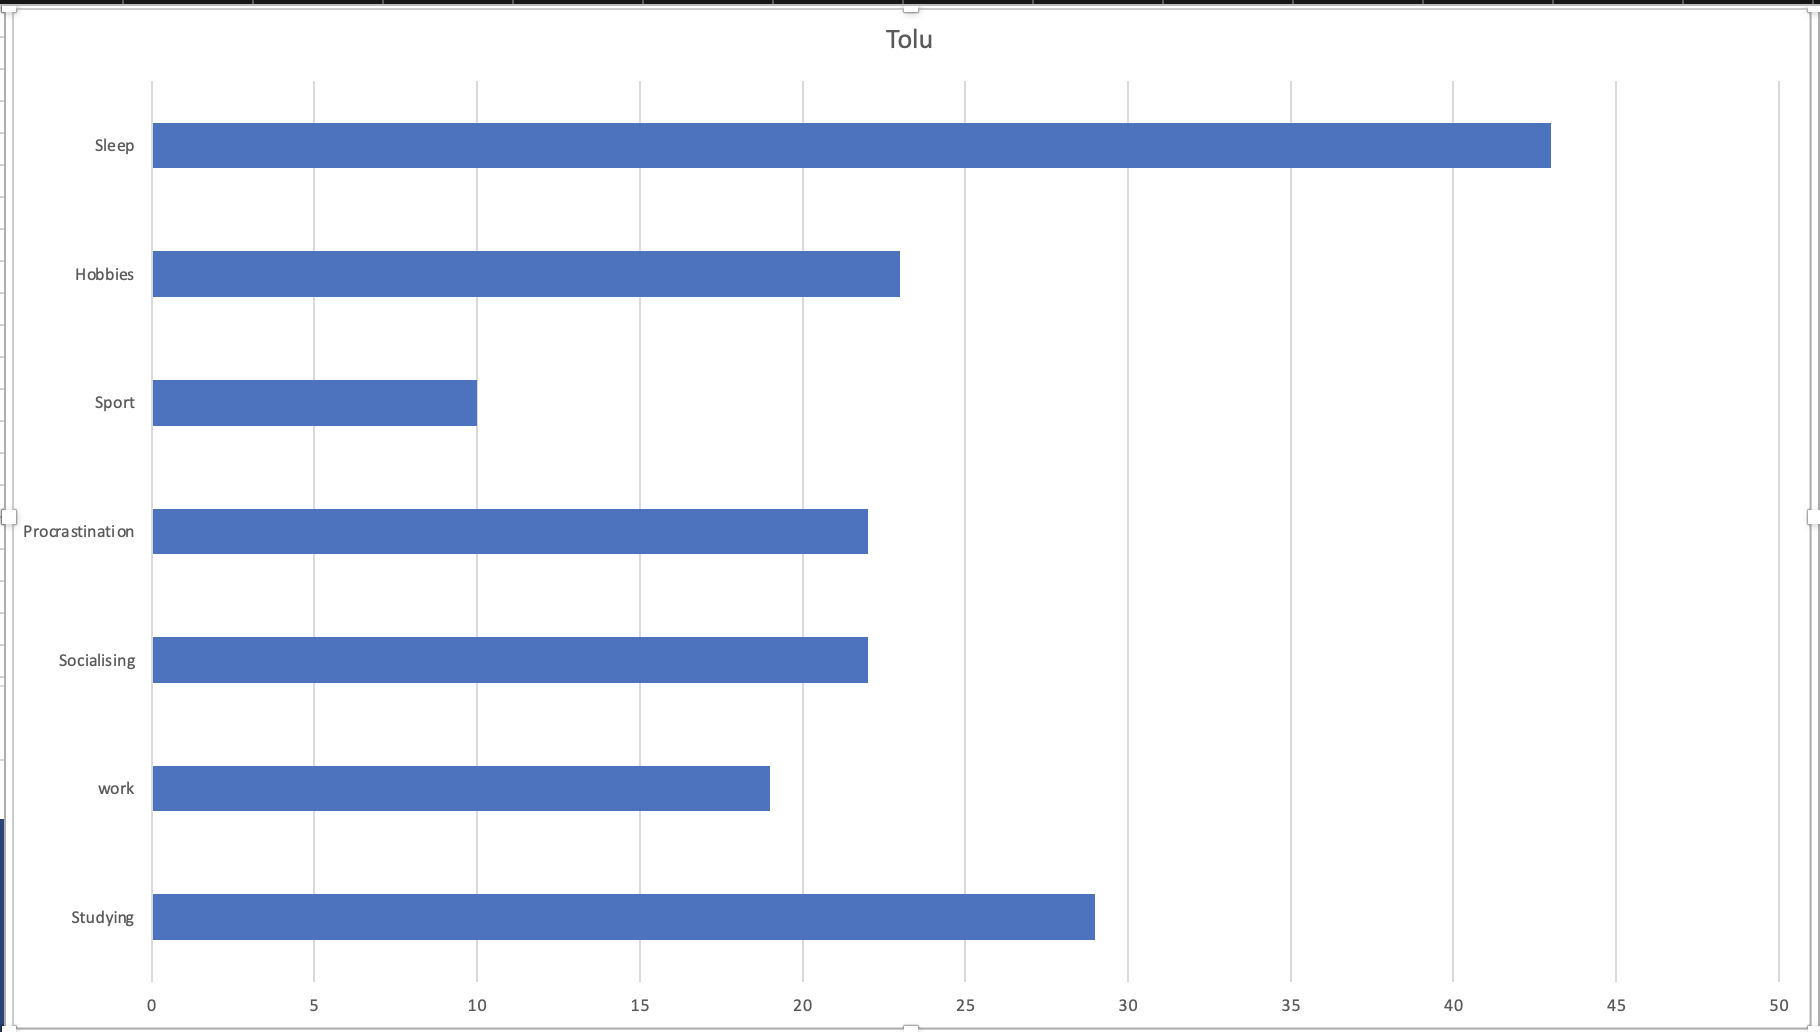 Tolu
Sleep
Hobbies
Sport
Procrastination
Socialising
work
Studying
0 5 10 15 20 25 30 35 40 45 50